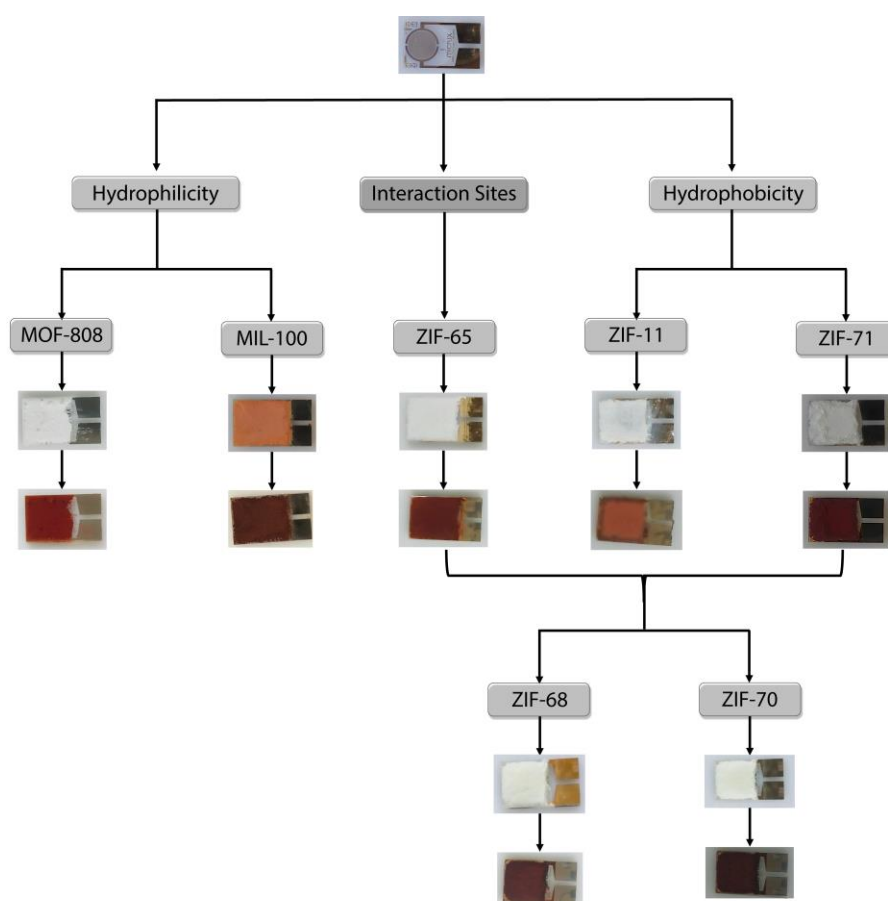 Hydrophilicity
Interaction Sites
Hydrophobicity
MOF-808
MIL-100
ZIF-65
ZIF-11
ZIF-71
ZIF-68
ZIF-70